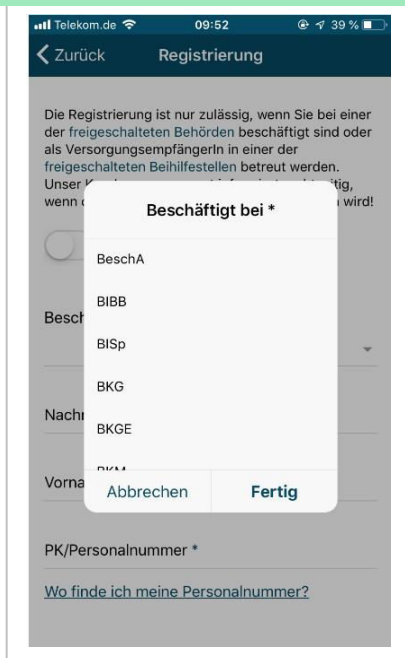 Telekom.de 09:52 39 %
Zurück Registrierung
Die Registrierung ist nur zulässig, wenn Sie bei einer
der freigeschalteten Behörden beschäftigt sind oder
als VersorgungsempfängerIn in einer der
freigeschalteten Beihilfestellen betreut werden.
Unser
wenn wird!
Beschäftigt bei *
BeschA
BIBB
BISp
BKG
BKGE
BKM
Abbrechen Fertig
Besch
Nachn
Vorna
PK/Personalnummer *
Wo finde ich meine Personalnummer?